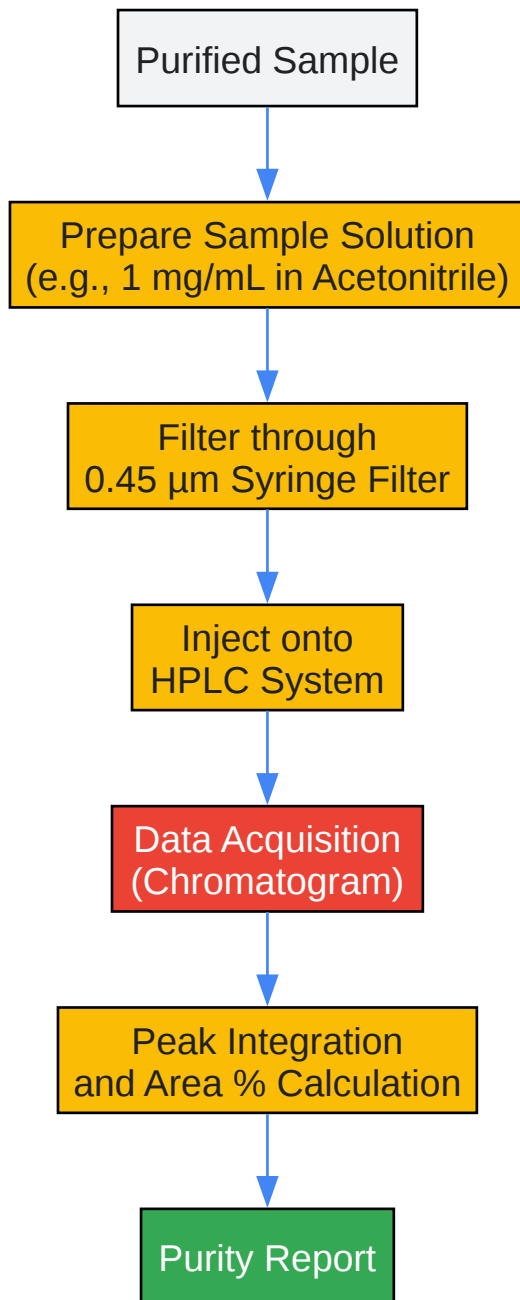 Purified Sample
Prepare Sample Solution
(e.g., 1 mg/mL in Acetonitrile)
Filter through
0.45 µm Syringe Filter
Inject onto
HPLC System
Data Acquisition
(Chromatogram)
Peak Integration
and Area % Calculation
Purity Report